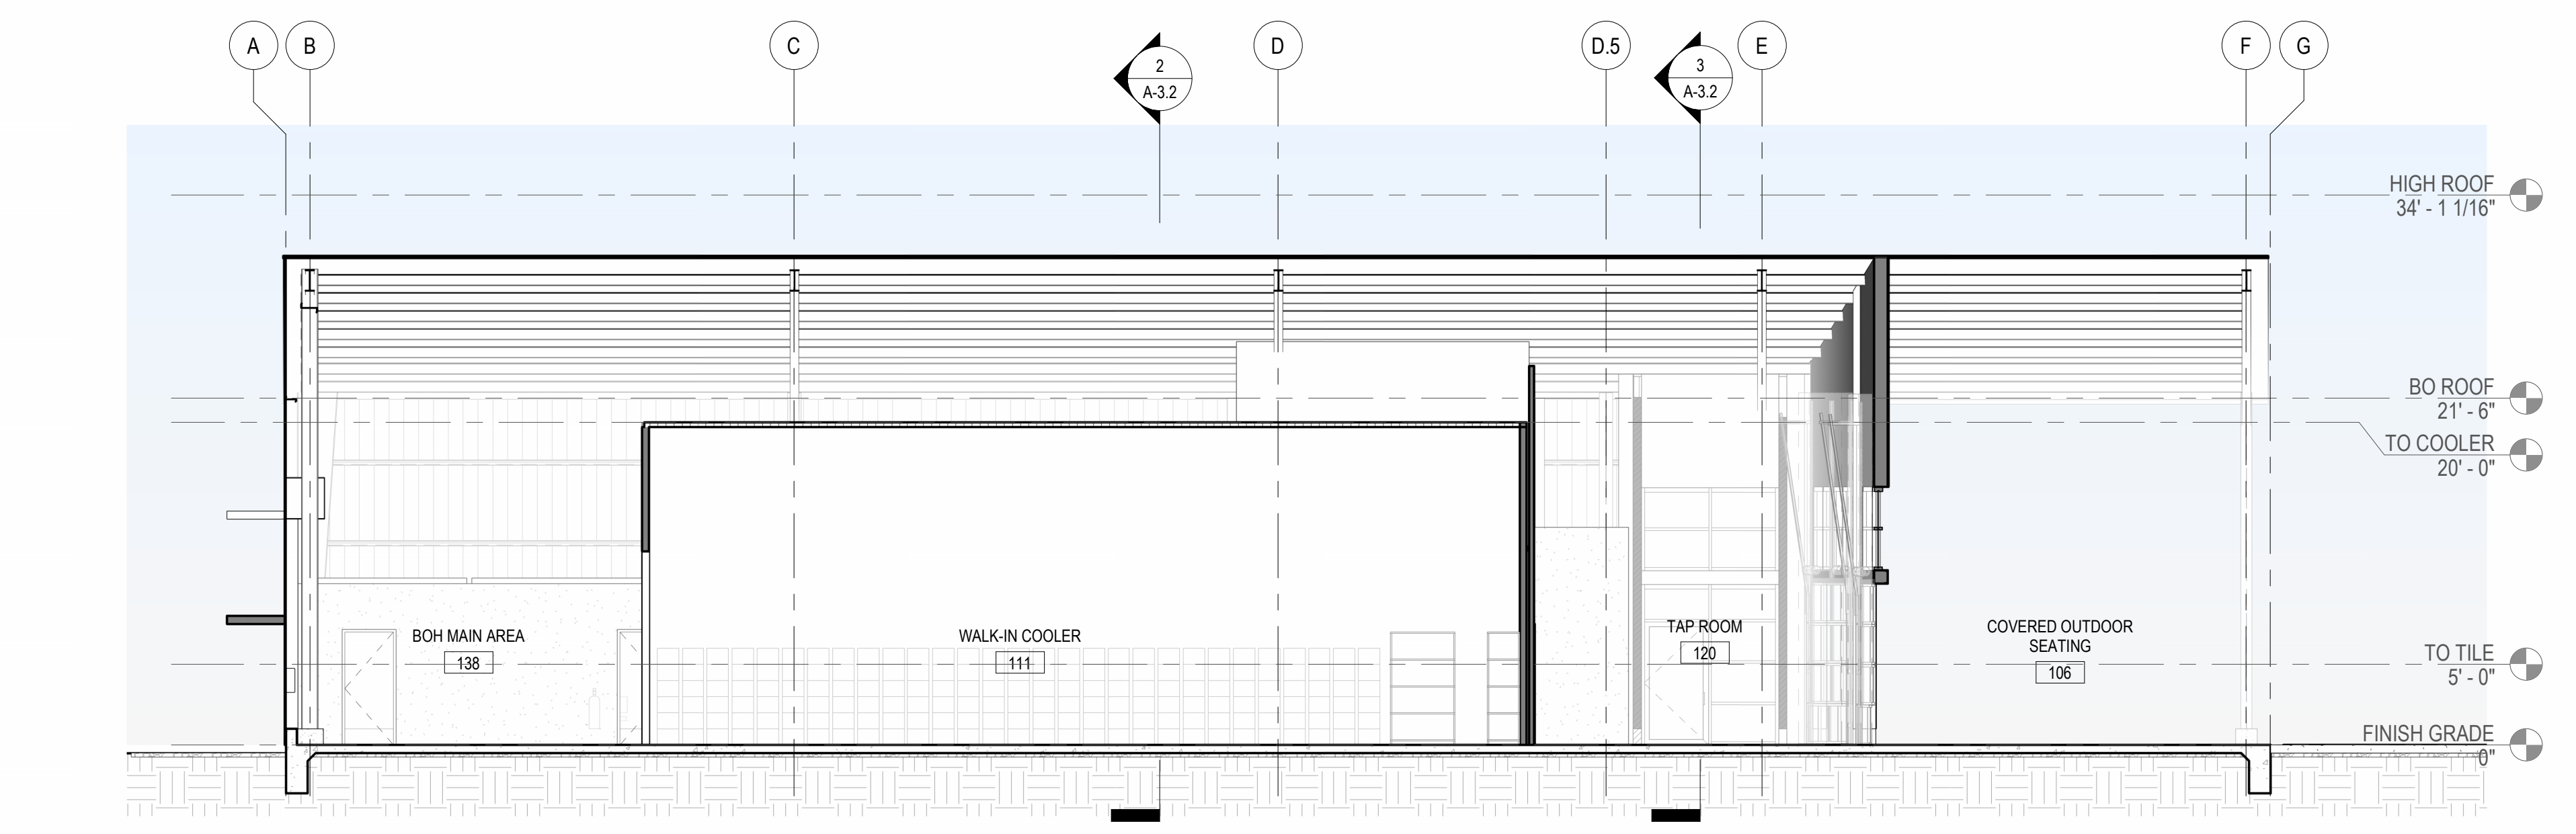 A
B
C
2
A-3.2
D
D.5
3
A-3.2
E
F
G
HIGH ROOF
34' - 1 1/16"
BO ROOF
21' - 6"
TO COOLER
20' - 0"
BOH MAIN AREA
138
WALK-IN COOLER
111
TAP ROOM
120
COVERED OUTDOOR
SEATING
106
TO TILE
5' - 0"
FINISH GRADE
0"